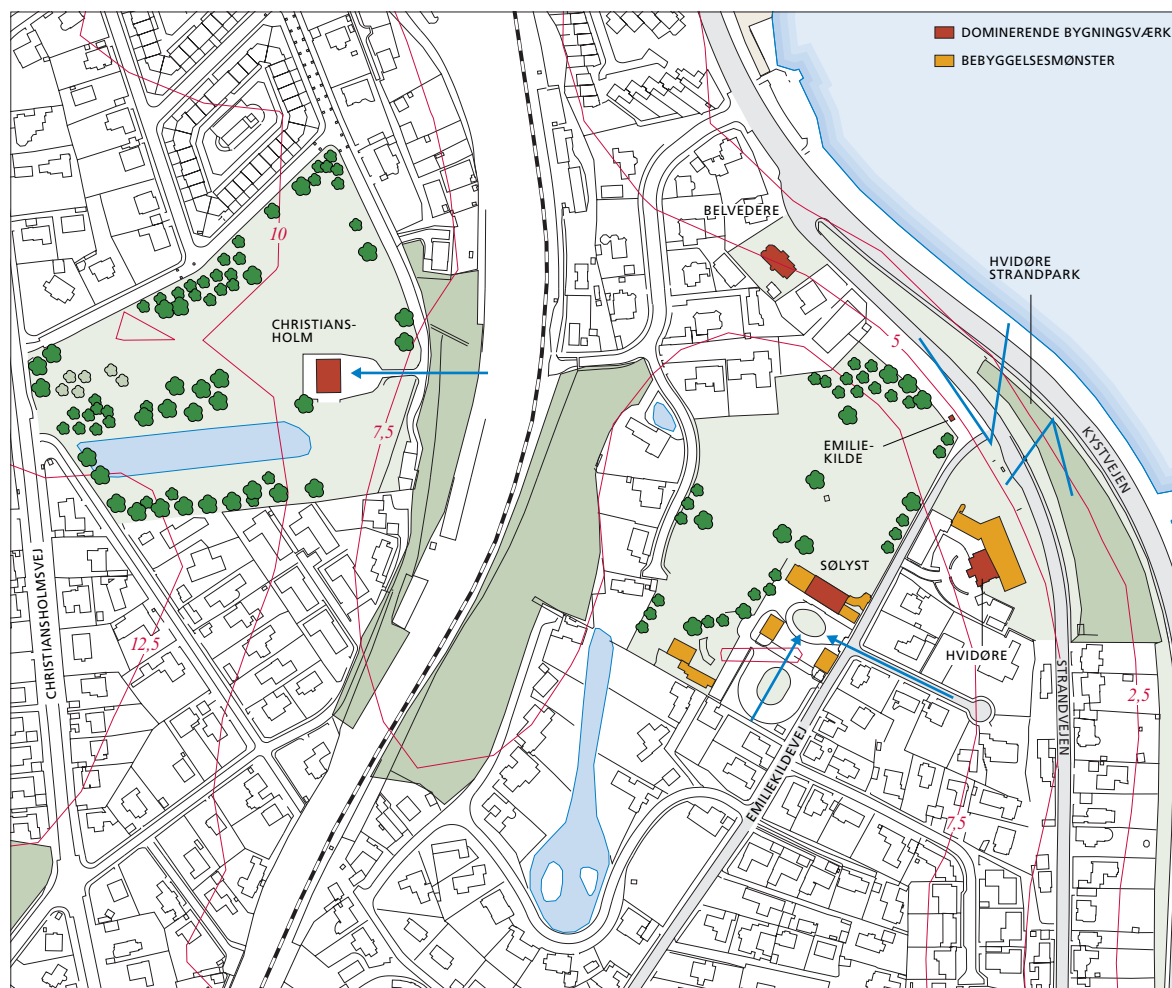 DOMINERENDE BYGNINGSVÆRK
BEBYGGELSESMØNSTER
BELVEDERE
10
HVIDØRE
STRANDPARK
CHRISTIANS-
HOLM
5
7,5
KYSTVEJEN
EMILIE-
KILDE
SØLYST
12,5
CHRISTIANSHOLMSVEJ
HVIDØRE
STRANDVEJEN
2,5
EMILIEKILDEVEJ
7,5